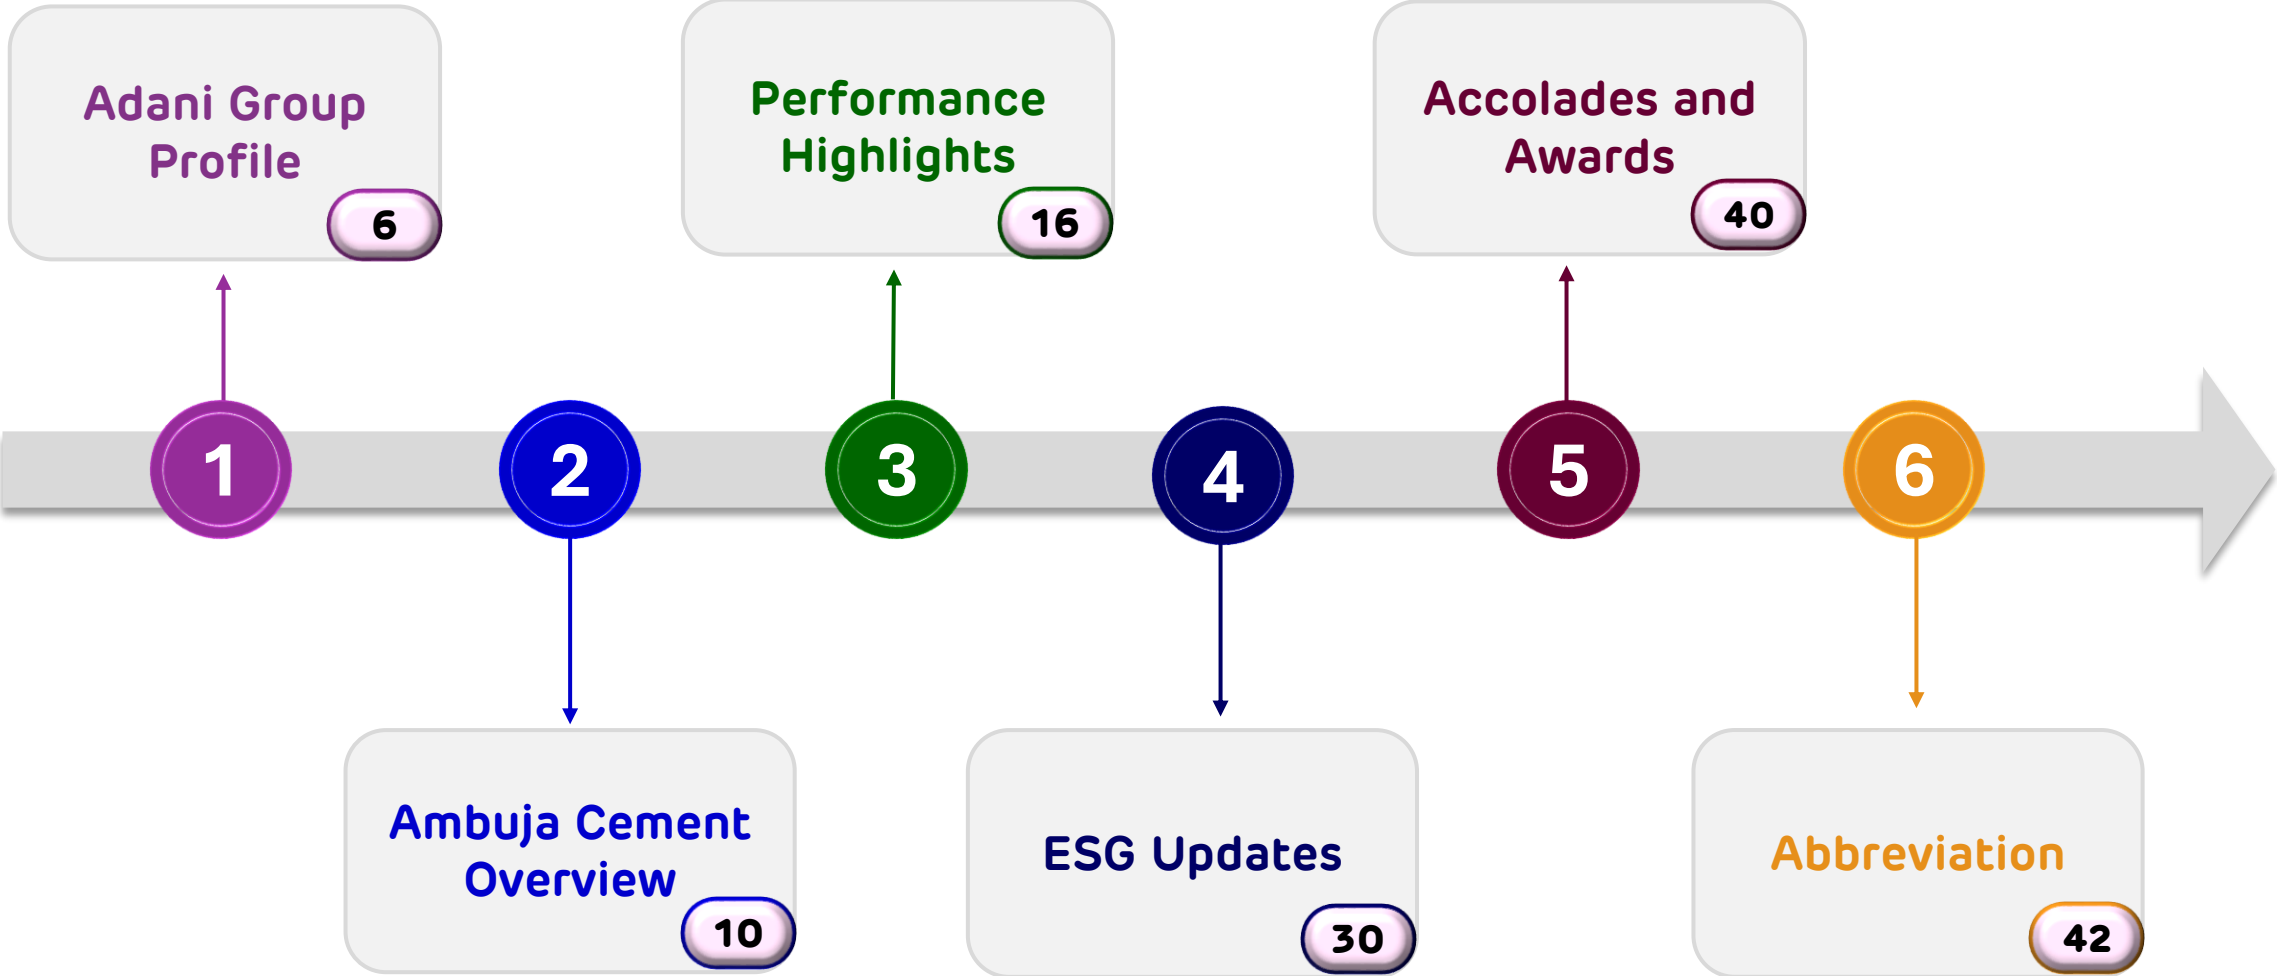 Adani Group
Profile
6
Performance
Highlights
16
Accolades and
Awards
40
1
2
3
4
5
6
Ambuja Cement
Overview
10
ESG Updates
30
Abbreviation
42